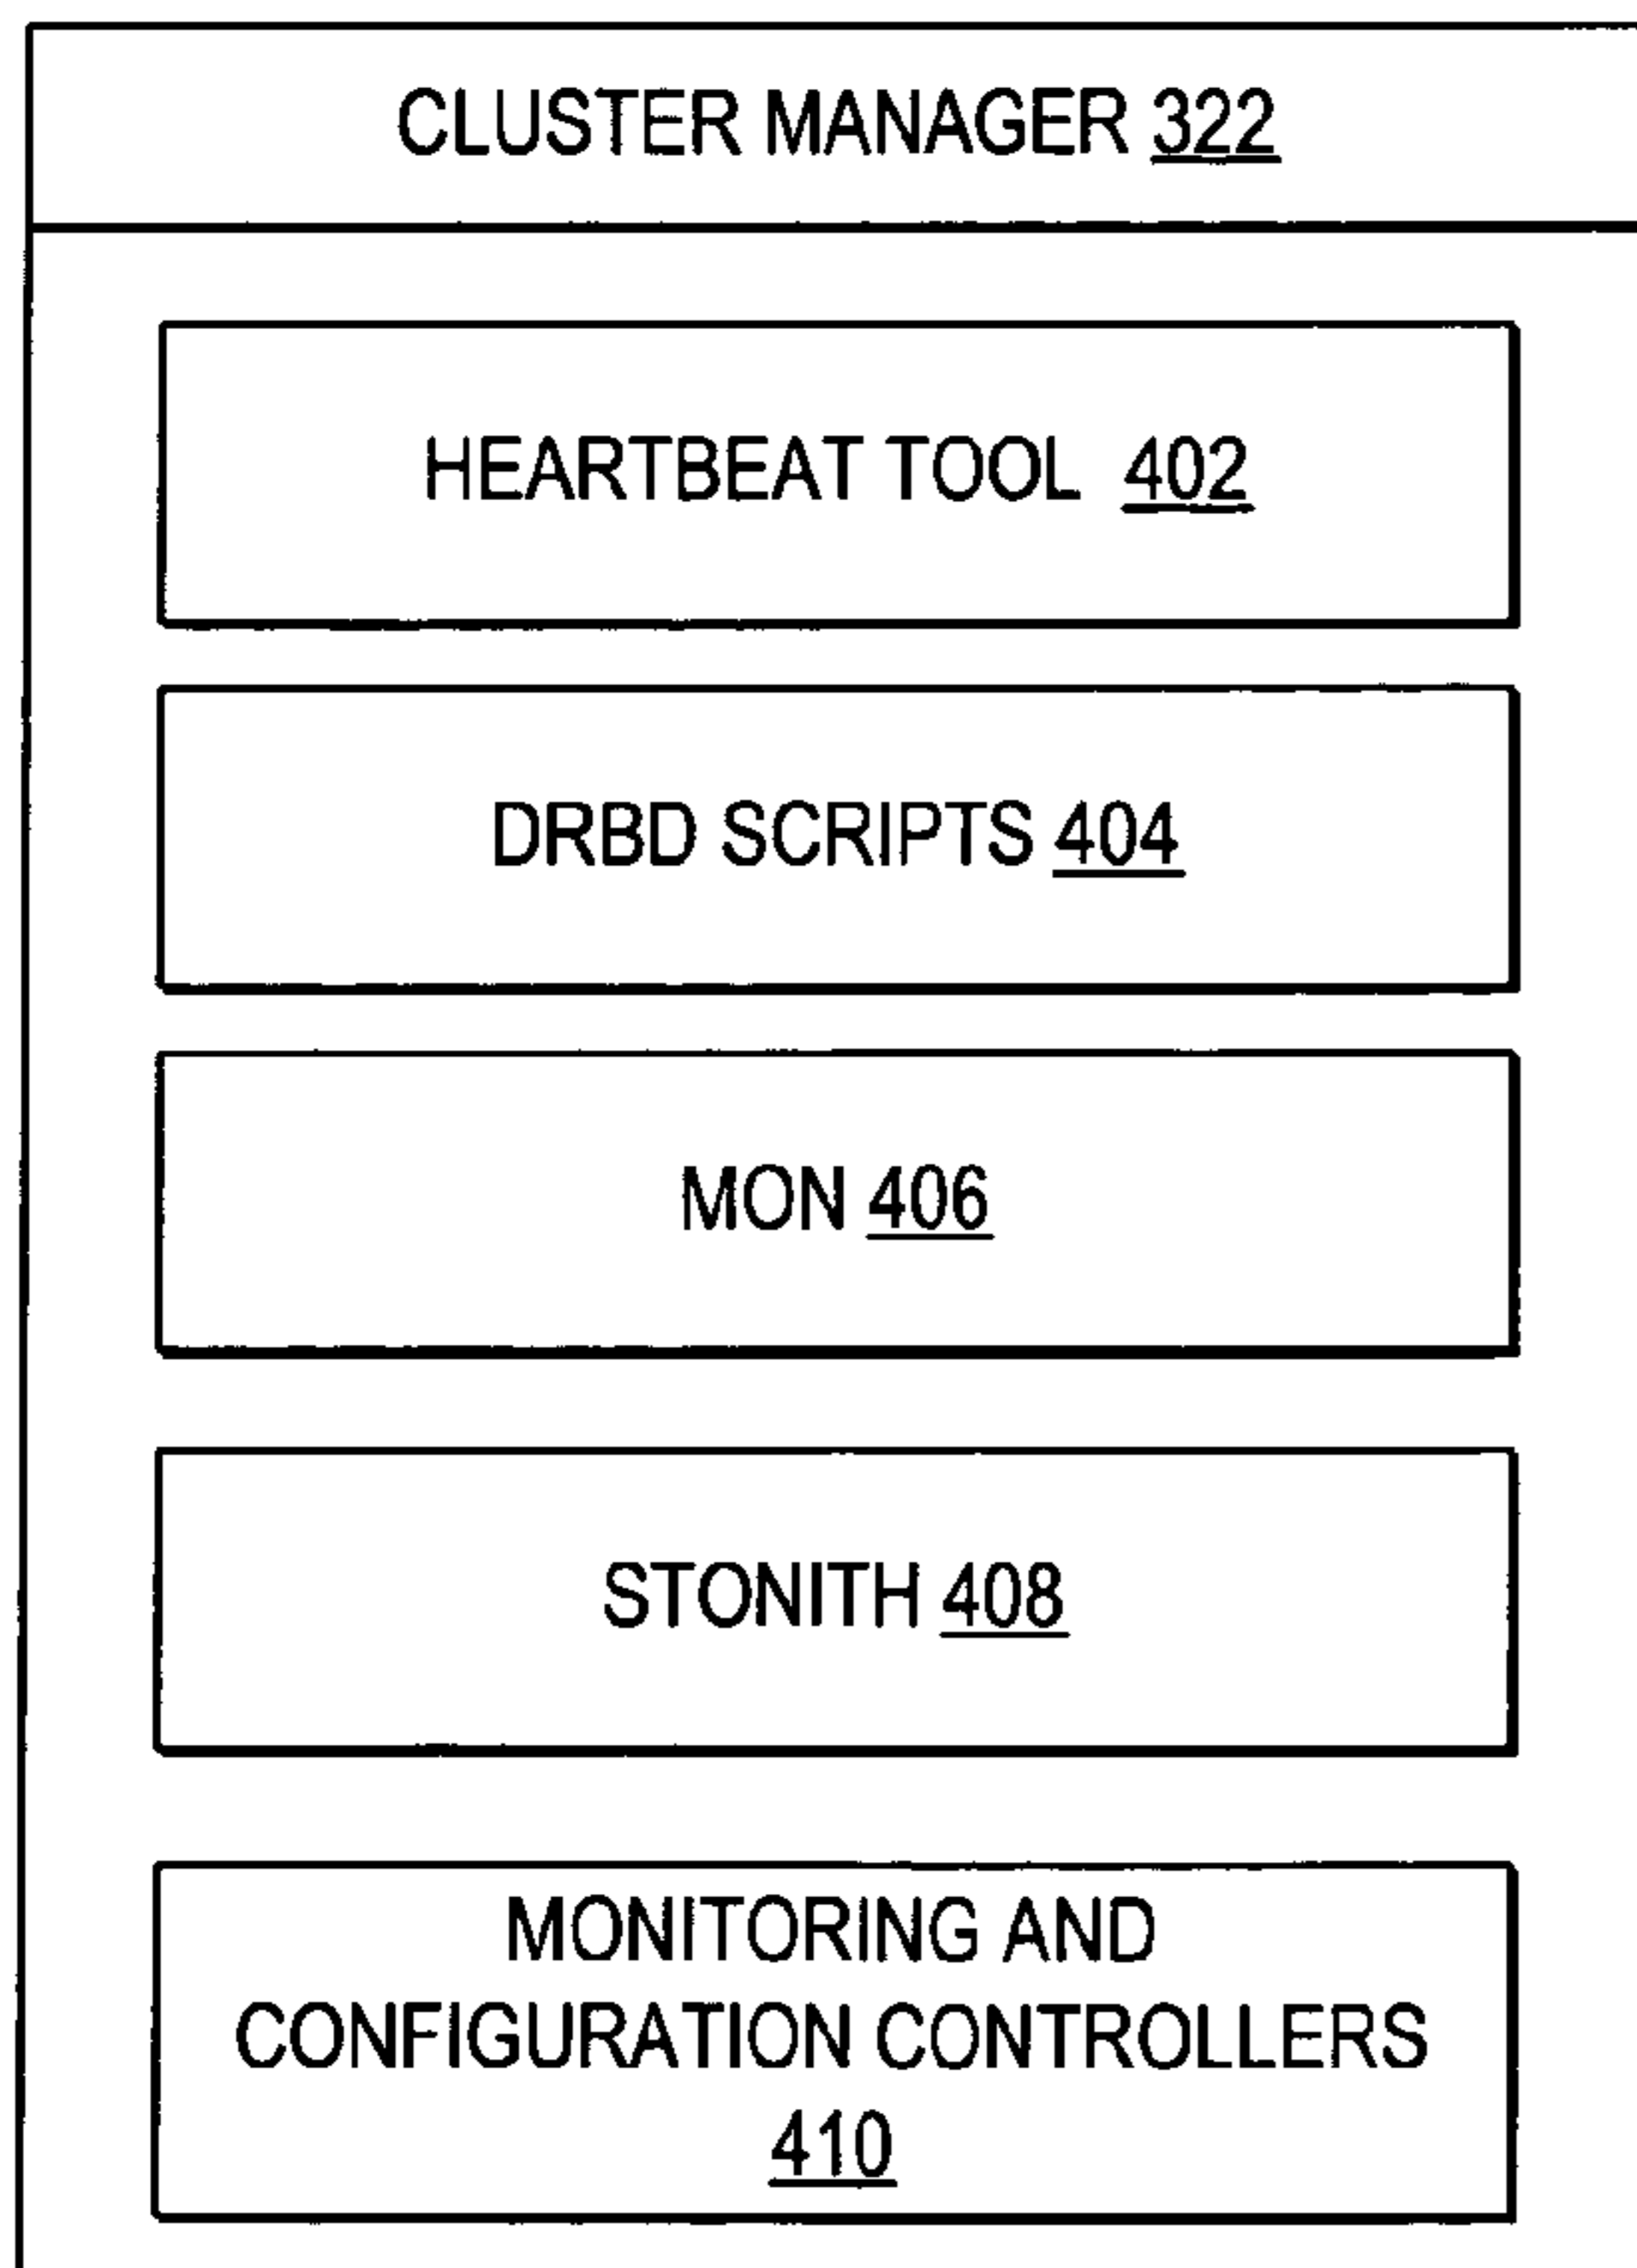 CLUSTER MANAGER 322
HEARTBEAT TOOL 402
DRBD SCRIPTS 404
MON 406
STONITH 408
MONITORING AND
CONFIGURATION CONTROLLERS
410